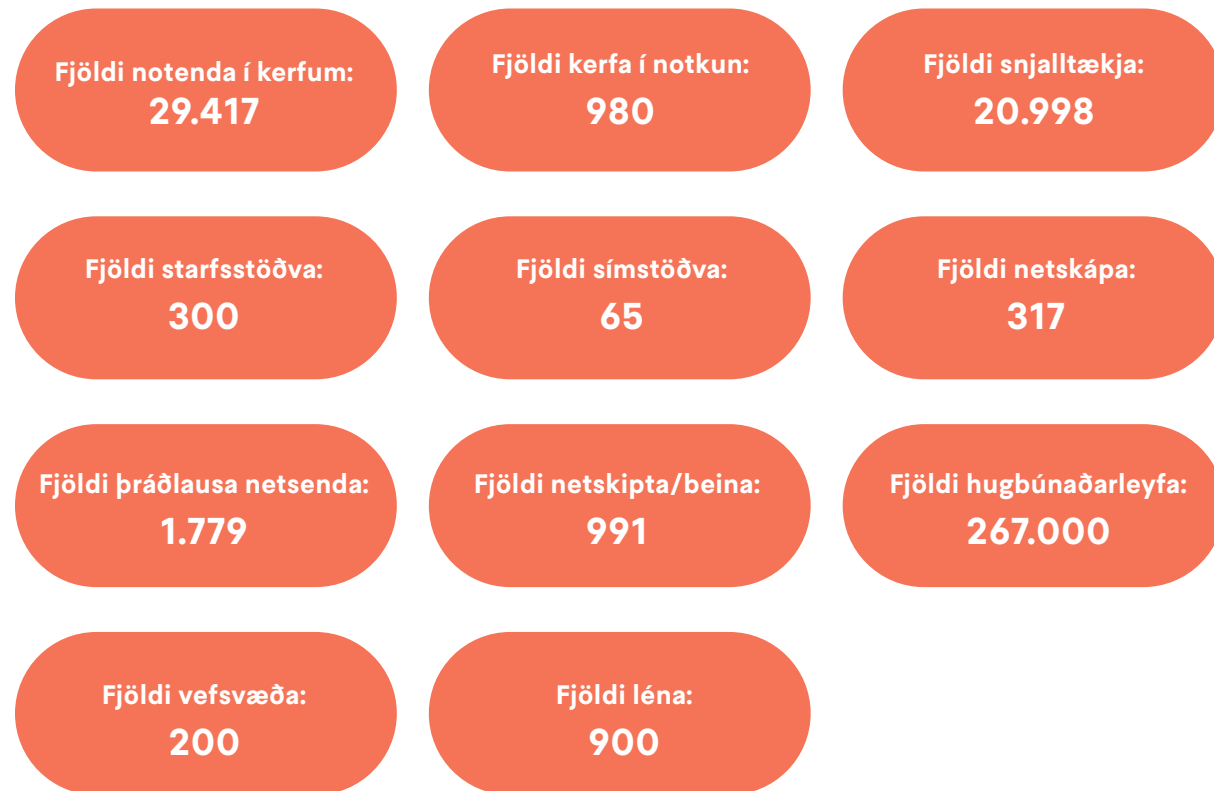 Fjöldi notenda í kerfum:
29.417
Fjöldi kerfa í notkun:
980
Fjöldi snjalltækja:
20.998
Fjöldi starfsstöðva:
300
Fjöldi símstöðva:
65
Fjöldi netskápa:
317
Fjöldi þráðlausa netsenda:
1.779
Fjöldi netskipta/beina:
991
Fjöldi hugbúnaðarleyfa:
267.000
Fjöldi vefsvæða:
200
Fjöldi léna:
900